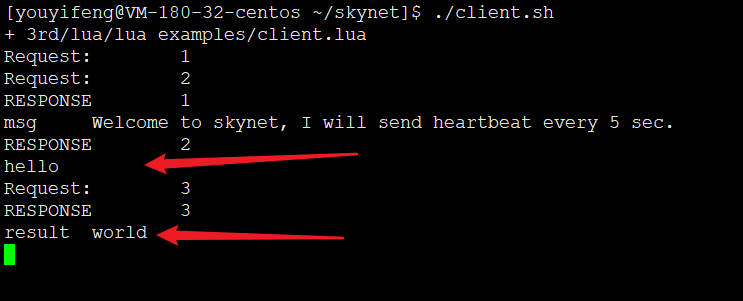 [youyifeng@VM-180-32-centos ~/skynet]$ ./client.sh
+ 3rd/lua/lua examples/client.lua
Request:        1
Request:        2
RESPONSE        1
msg     Welcome to skynet, I will send heartbeat every 5 sec.
RESPONSE        2
hello
Request:        3
RESPONSE        3
result  world